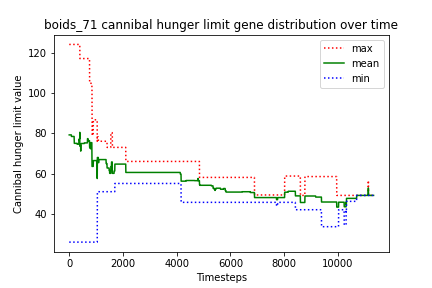 boids_71 cannibal hunger limit gene distribution over time
max
mean
min
Cannibal hunger limit value
120
100
80
60
40
0
2000
4000
6000
8000
10000
Timesteps